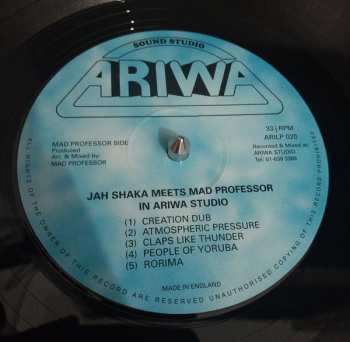 SOUND STUDIO
ARIWA
MAD PROFESSOR SIDE
Produced
Arr. & Mixed by
MAD PROFESSOR
33⅓ RPM
ARILP 020
Recorded & Mixed at
ARIWA STUDIO.
JAH SHAKA MEETS MAD PROFESSOR
IN ARIWA STUDIO
(1) CREATION DUB
(2) ATMOSPHERIC PRESSURE
(3) CLAPS LIKE THUNDER
(4) PEOPLE OF YORUBA
(5) RORIMA
MADE IN ENGLAND
ALL RIGHTS OF THE OWNER OF THIS RECORD ARE RESERVED UNAUTHORISED COPYING OF THIS RECORD PROHIBITED